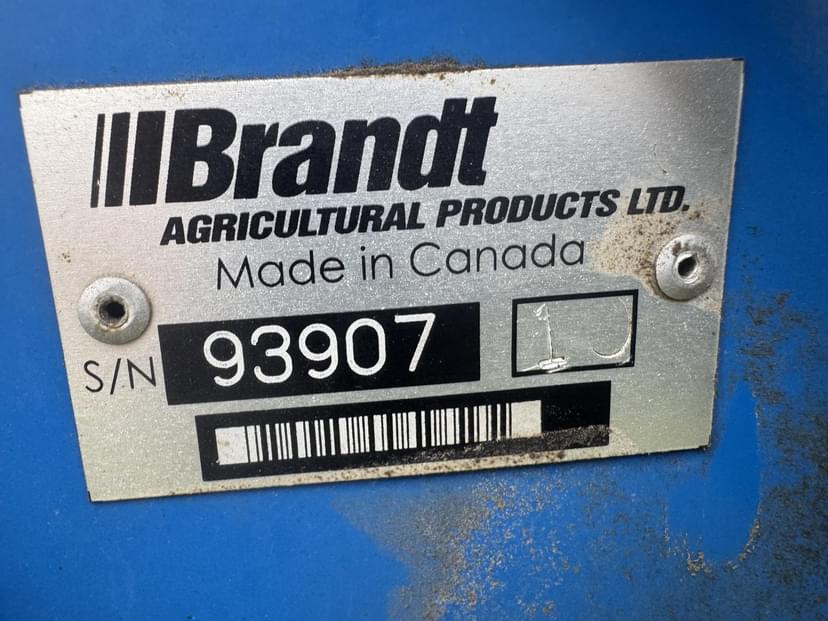 Brandt
AGRICULTURAL PRODUCTS LTD.
Made in Canada
S/N 93907